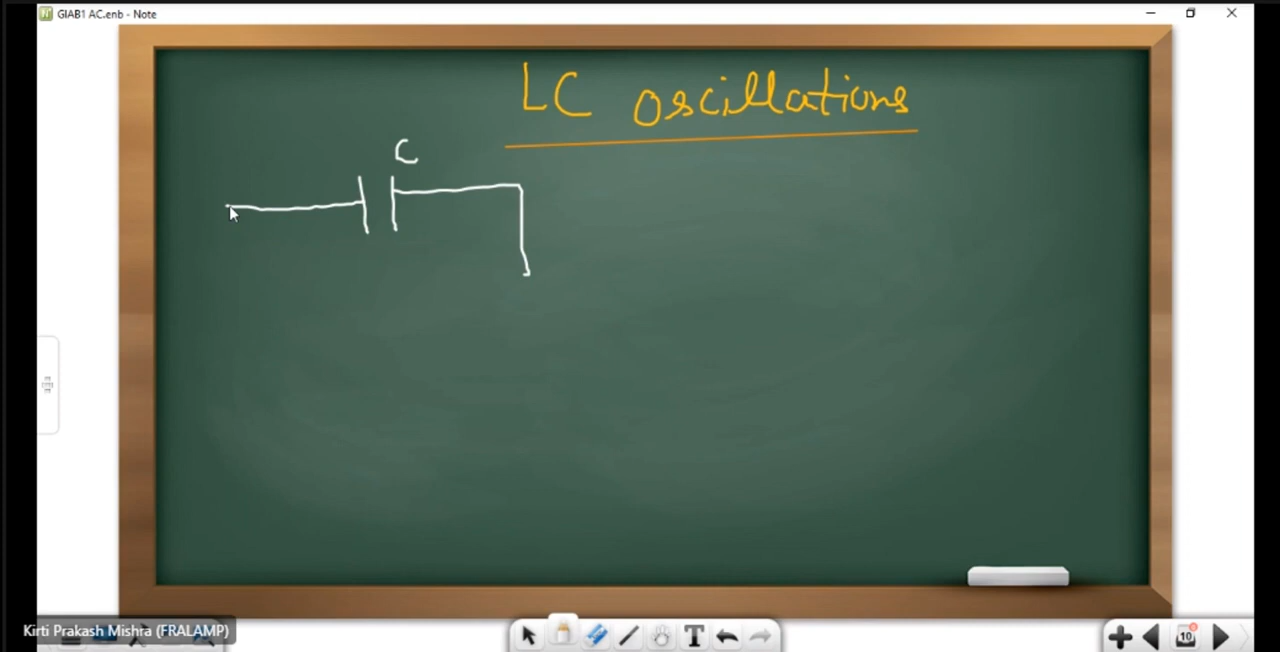 GIAB1 AC.enb - Note
LC oscillations
C
Kirti Prakash Mishra (FRALAMP)
T
10